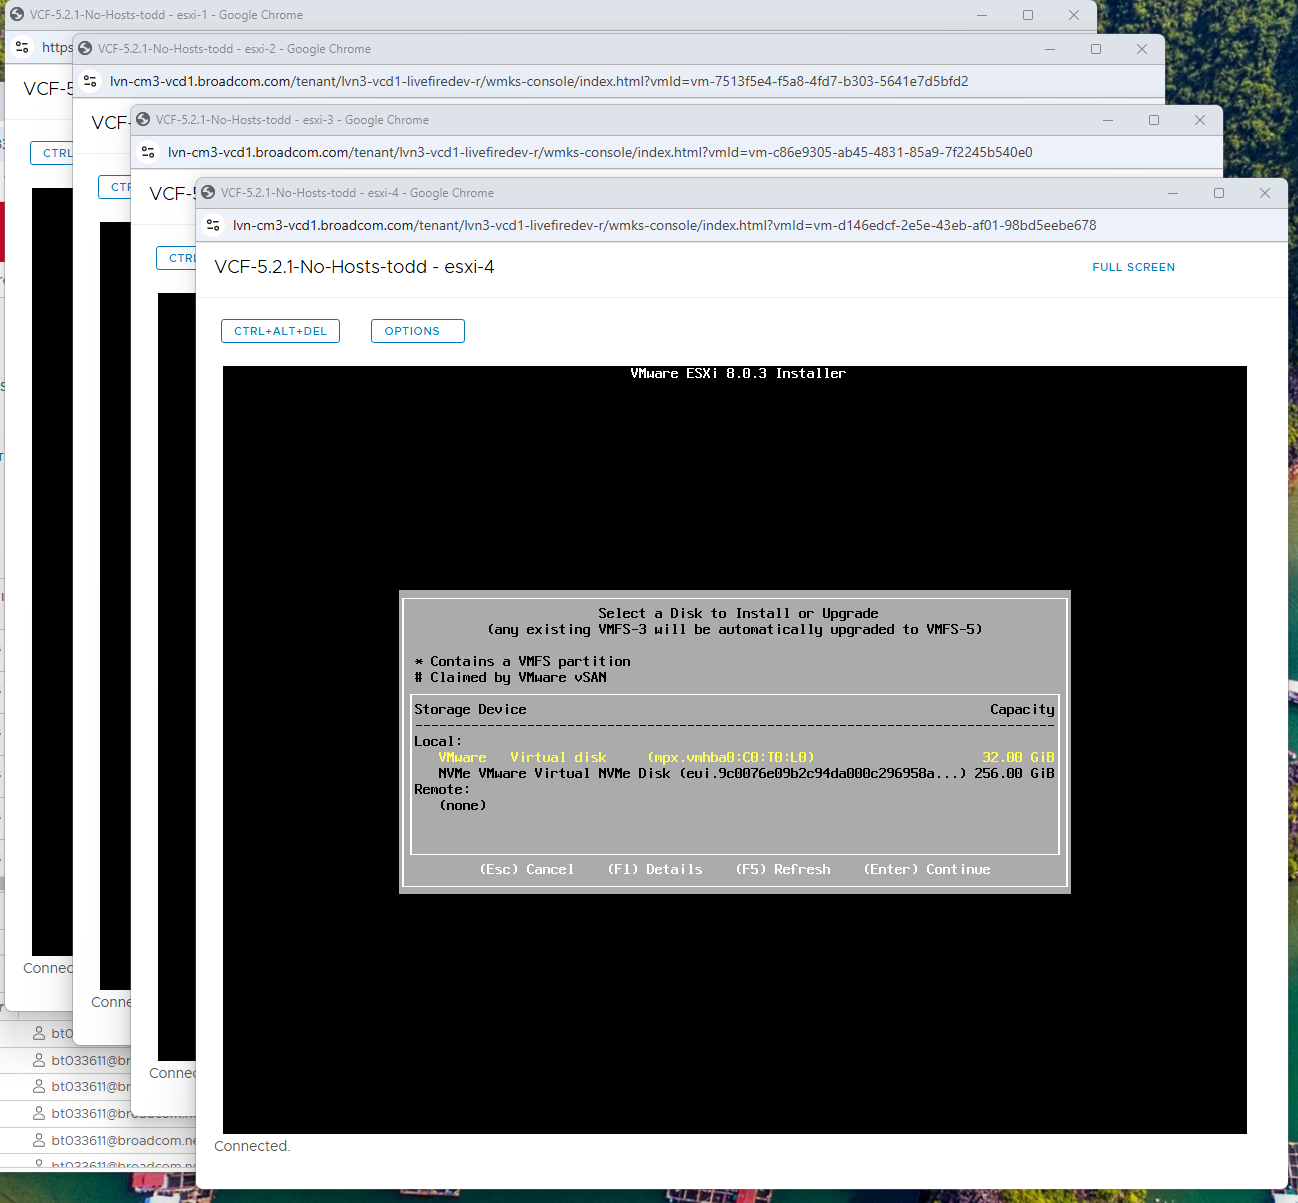 VCF-5.2.1-No-Hosts-todd - esxi-1 - Google Chrome
https
VCF-5
CTRL
Connec
VCF-5.2.1-No-Hosts-todd - esxi-2 - Google Chrome
lvn-cm3-vcd1.broadcom.com/tenant/lvn3-vcd1-livefiredev-r/wmks-console/index.html?vmId=vm-7513f5e4-f5a8-4fd7-b303-5641e7d5bfd2
VCF-
CTR
Conne
VCF-5.2.1-No-Hosts-todd - esxi-3 - Google Chrome
lvn-cm3-vcd1.broadcom.com/tenant/lvn3-vcd1-livefiredev-r/wmks-console/index.html?vmId=vm-c86e9305-ab45-4831-85a9-7f2245b540e0
VCF-5
CTRL
Connec
VCF-5.2.1-No-Hosts-todd - esxi-4 - Google Chrome
lvn-cm3-vcd1.broadcom.com/tenant/lvn3-vcd1-livefiredev-r/wmks-console/index.html?vmId=vm-d146edcf-2e5e-43eb-af01-98bd5eebe678
VCF-5.2.1-No-Hosts-todd - esxi-4
FULL SCREEN
CTRL+ALT+DEL OPTIONS
VMware ESXi 8.0.3 Installer
Select a Disk to Install or Upgrade
(any existing VMFS-3 will be automatically upgraded to VMFS-5)
* Contains a VMFS partition
# Claimed by VMware vSAN
Storage Device Capacity
--------------------------------------------------------------------------------
Local:
VMware Virtual disk (mpx.vmhba0:C0:T0:L0) 32.00 GiB
NVMe VMware Virtual NVMe Disk (eui.9c0076e09b2c94da000c296958a...) 256.00 GiB
Remote:
(none)
(Esc) Cancel (F1) Details (F5) Refresh (Enter) Continue
Connected.
bt0
bt033611@br
bt033611@br
bt033611@broadcom.ne
bt033611@broadcom.ne
bt033611@broadcom.ne